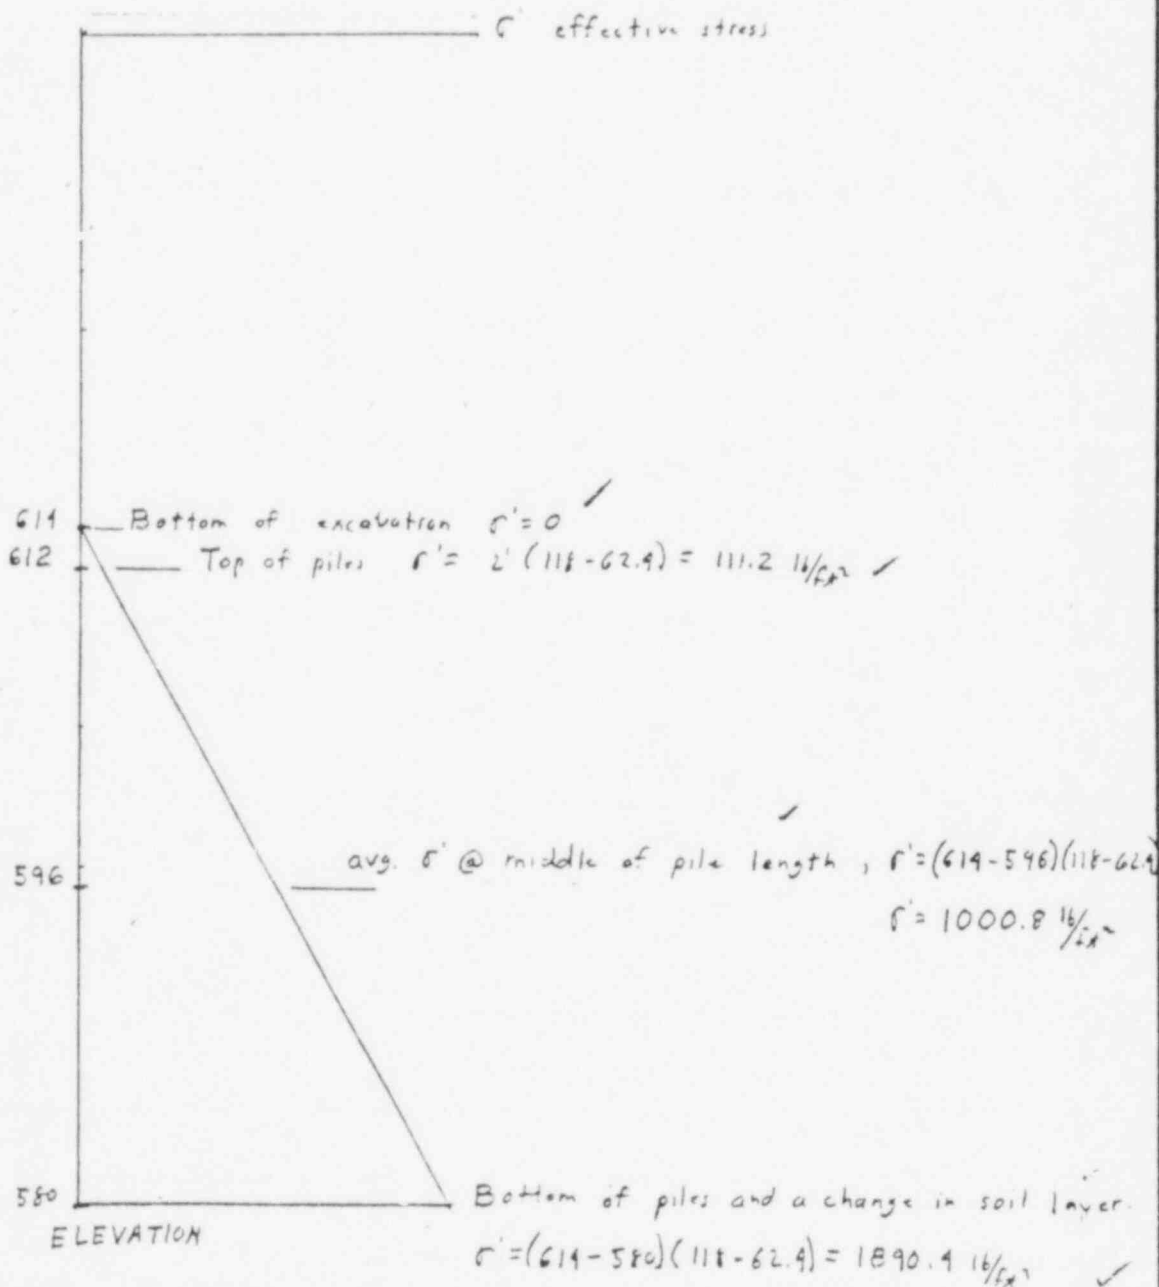 σ' effective stress
614 Bottom of excavation σ'=0 ✓
612 Top of piles σ'= 2' (118-62.4) = 111.2 lb/ft² ✓
✓
596 avg. σ' @ middle of pile length, σ'=(614-596)(118-62.4)
σ'= 1000.8 lb/ft²
580 Bottom of piles and a change in soil layer.
ELEVATION
σ'=(614-580)(118-62.4) = 1890.4 lb/ft² ✓